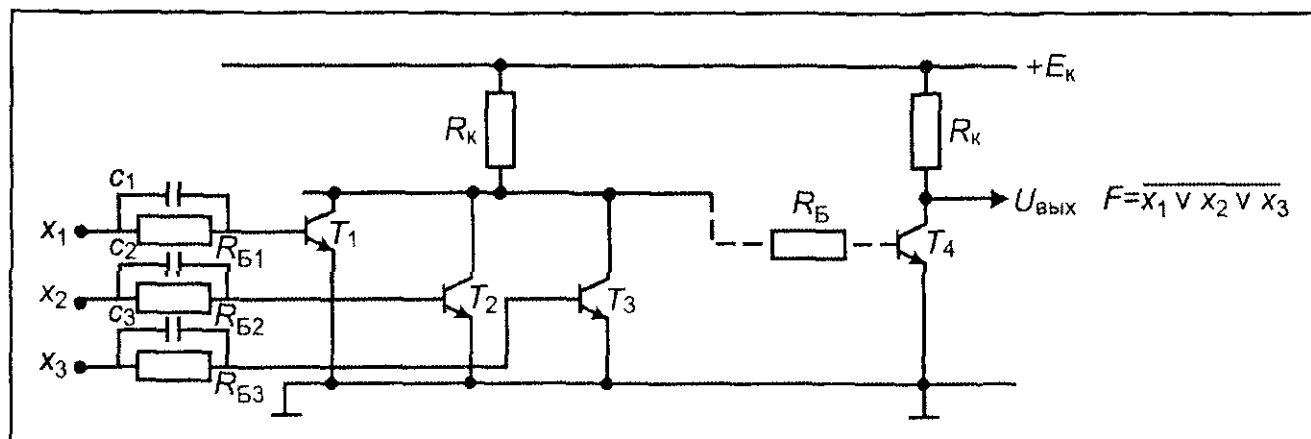 +Eк
Rк
Rк
c1
x1
RБ1
T1
c2
x2
RБ2
T2
T3
c3
x3
RБ3
RБ
T4
Uвых F=x1 ∨ x2 ∨ x3